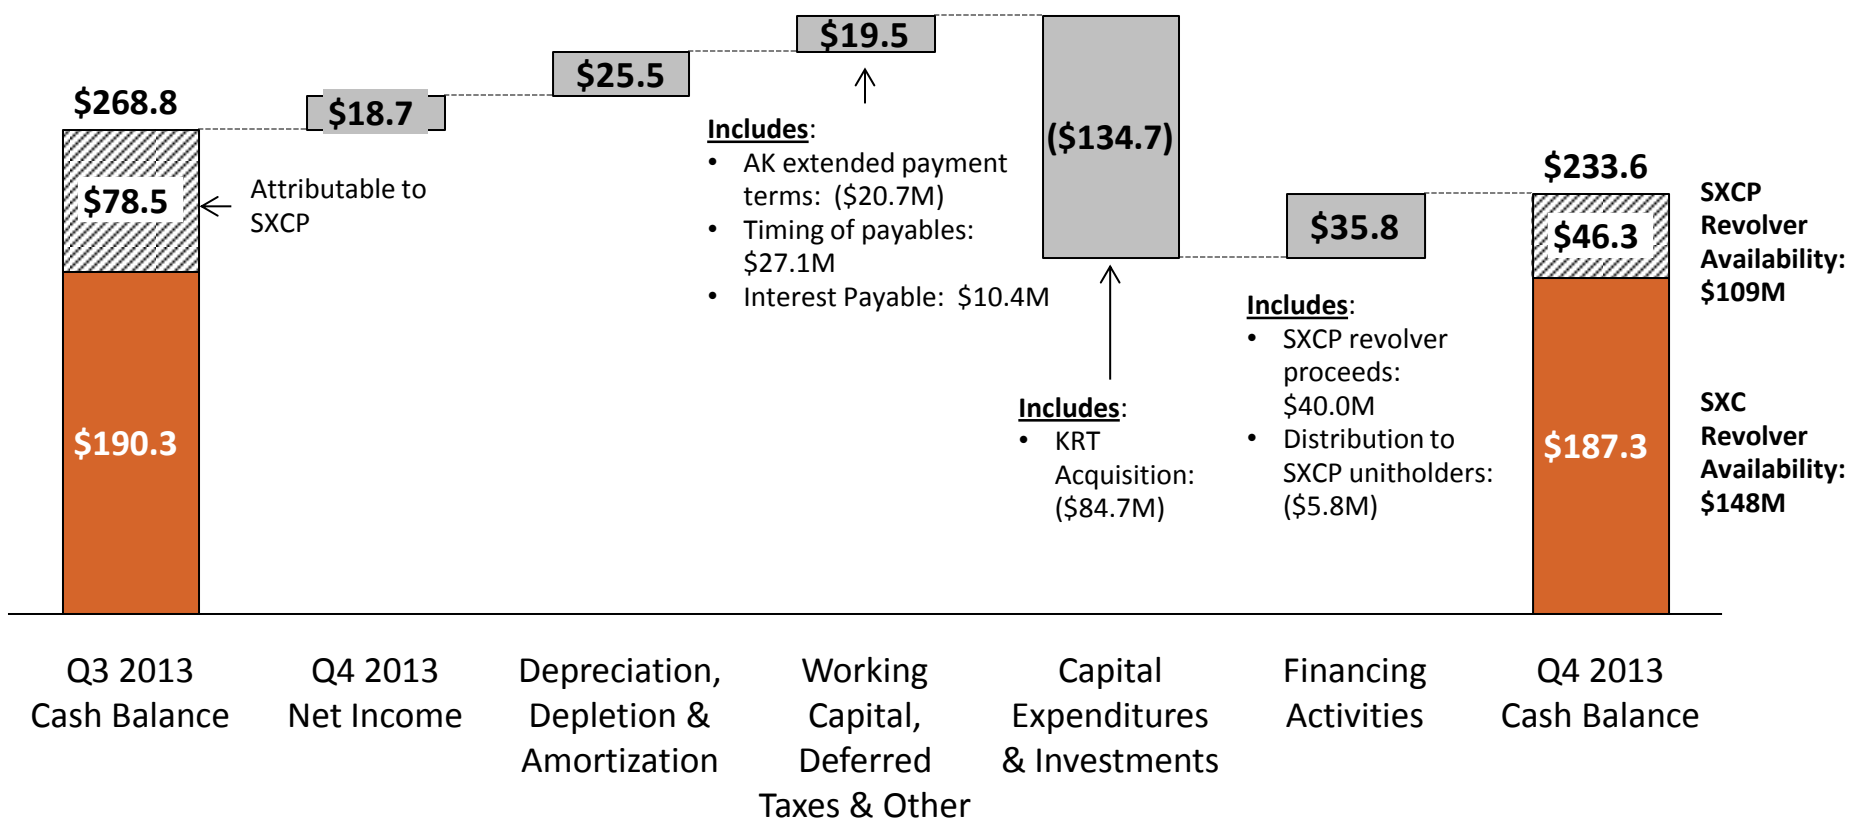 $268.8
$78.5
$190.3
Attributable to
SXCP
$18.7
$25.5
$19.5
Includes:
• AK extended payment
terms: ($20.7M)
• Timing of payables:
$27.1M
• Interest Payable: $10.4M
($134.7)
Includes:
• KRT
Acquisition:
($84.7M)
$35.8
Includes:
• SXCP revolver
proceeds:
$40.0M
• Distribution to
SXCP unitholders:
($5.8M)
$233.6
$46.3
$187.3
SXCP
Revolver
Availability:
$109M
SXC
Revolver
Availability:
$148M
Q3 2013
Cash Balance
Q4 2013
Net Income
Depreciation,
Depletion &
Amortization
Working
Capital,
Deferred
Taxes & Other
Capital
Expenditures
& Investments
Financing
Activities
Q4 2013
Cash Balance